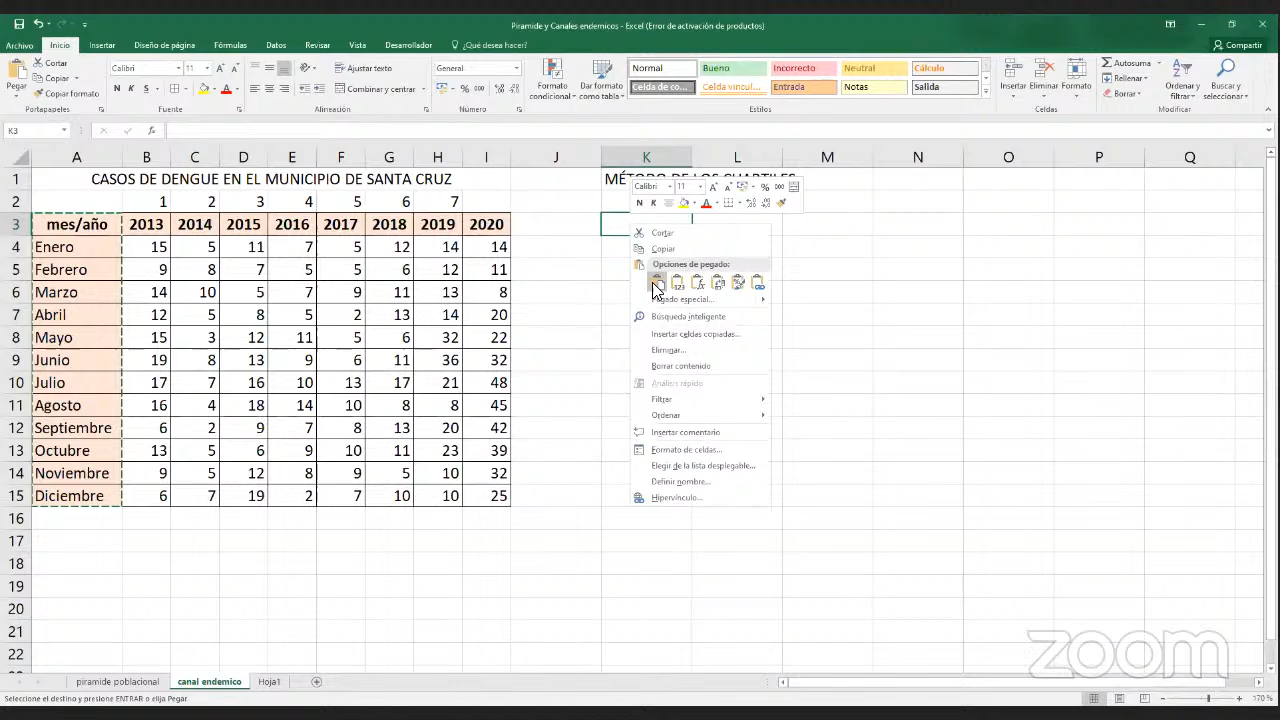 Piramide y Canales endemicos - Excel (Error de activación de productos)
Archivo Inicio Insertar Diseño de página Fórmulas Datos Revisar Vista Desarrollador ¿Qué desea hacer? Compartir
Pegar Cortar Copiar Copiar formato Portapapeles
Calibri 11 N K S Fuente
Ajustar texto Combinar y centrar Alineación
General % 000 Número
Formato condicional Dar formato como tabla
Normal Bueno Incorrecto Neutral Cálculo
Celda de co... Celda vincul... Entrada Notas Salida
Estilos
Insertar Eliminar Formato Celdas
Autosuma Rellenar Borrar Ordenar y filtrar Buscar y seleccionar Modificar
K3 fx
A B C D E F G H I J K L M N O P Q
1 CASOS DE DENGUE EN EL MUNICIPIO DE SANTA CRUZ MÉTODO DE LOS CUARTILES
2 1 2 3 4 5 6 7
3 mes/año 2013 2014 2015 2016 2017 2018 2019 2020
4 Enero 15 5 11 7 5 12 14 14
5 Febrero 9 8 7 5 5 6 12 11
6 Marzo 14 10 5 7 9 11 13 8
7 Abril 12 5 8 5 2 13 14 20
8 Mayo 15 3 12 11 5 6 32 22
9 Junio 19 8 13 9 6 11 36 32
10 Julio 17 7 16 10 13 17 21 48
11 Agosto 16 4 18 14 10 8 8 45
12 Septiembre 6 2 9 7 8 13 20 42
13 Octubre 13 5 6 9 10 11 23 39
14 Noviembre 9 5 12 8 9 5 10 32
15 Diciembre 6 7 19 2 7 10 10 25
16
17
18
19
20
21
22
Calibri 11 % 000
N K A
Cortar
Copiar
Opciones de pegado:
Pegado especial...
Búsqueda inteligente
Insertar celdas copiadas...
Eliminar...
Borrar contenido
Análisis rápido
Filtrar
Ordenar
Insertar comentario
Formato de celdas...
Elegir de la lista desplegable...
Definir nombre...
Hipervínculo...
zoom
piramide poblacional canal endemico Hoja1
Seleccione el destino y presione ENTRAR o elija Pegar 170 %